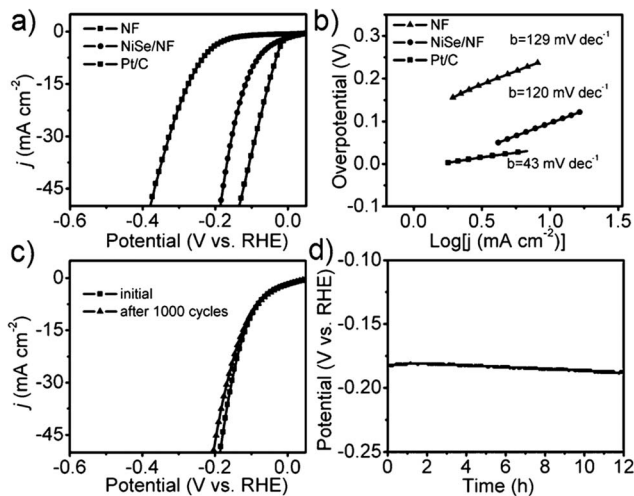 a)
NF
NiSe/NF
Pt/C
0
-15
-30
-45
j (mA cm-2)
-0.6 -0.4 -0.2 0.0
Potential (V vs. RHE)
b)
NF
NiSe/NF
Pt/C
b=129 mV dec-1
b=120 mV dec-1
b=43 mV dec-1
0.3
0.2
0.1
0.0
-0.1
Overpotential (V)
0.0 0.5 1.0 1.5
Log[j (mA cm-2)]
c)
initial
after 1000 cycles
0
-15
-30
-45
j (mA cm-2)
-0.6 -0.4 -0.2 0.0
Potential (V vs. RHE)
d)
-0.10
-0.15
-0.20
-0.25
Potential (V vs. RHE)
0 2 4 6 8 10 12
Time (h)